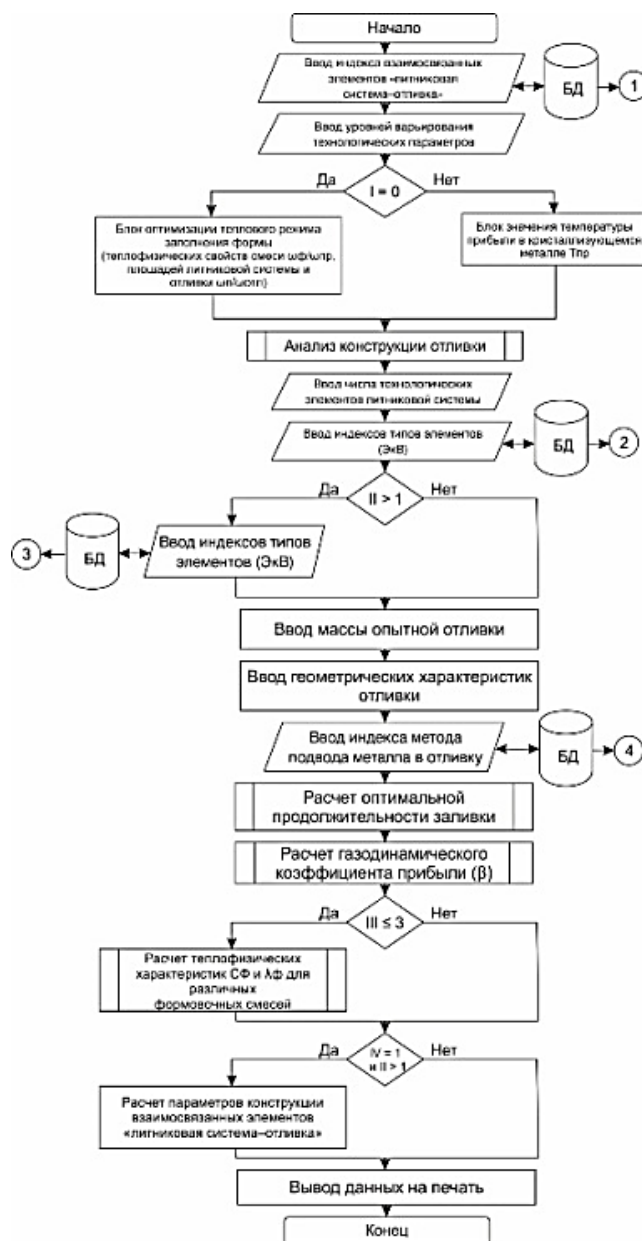 Начало
Ввод индекса взаимосвязанных
элементов «литниковая
система–отливка»
БД
1
Ввод уровней варьирования
технологических параметров
Да
I = 0
Нет
Блок оптимизации теплового режима
заполнения формы
(теплофизических свойств смеси ωф/ωпр,
площадей литниковой системы и
отливки
Блок значения температуры
прибыли в кристаллизующемся
металле Тпр
Анализ конструкции отливки
Ввод числа технологических
элементов литниковой системы
Ввод индексов типов элементов
(ЭкВ)
БД
2
Да
II > 1
Нет
3
БД
Ввод индексов типов
элементов (ЭкВ)
Ввод массы опытной отливки
Ввод геометрических характеристик
отливки
Ввод индекса метода
подвода металла в отливку
БД
4
Расчет оптимальной
продолжительности заливки
Расчет газодинамического
коэффициента прибыли (β)
Да
III ≤ 3
Нет
Расчет теплофизических
характеристик СФ и λф для
различных
формовочных смесей
Да
IV = 1
и II > 1
Нет
Расчет параметров конструкции
взаимосвязанных элементов
«литниковая система–отливка»
Вывод данных на печать
Конец